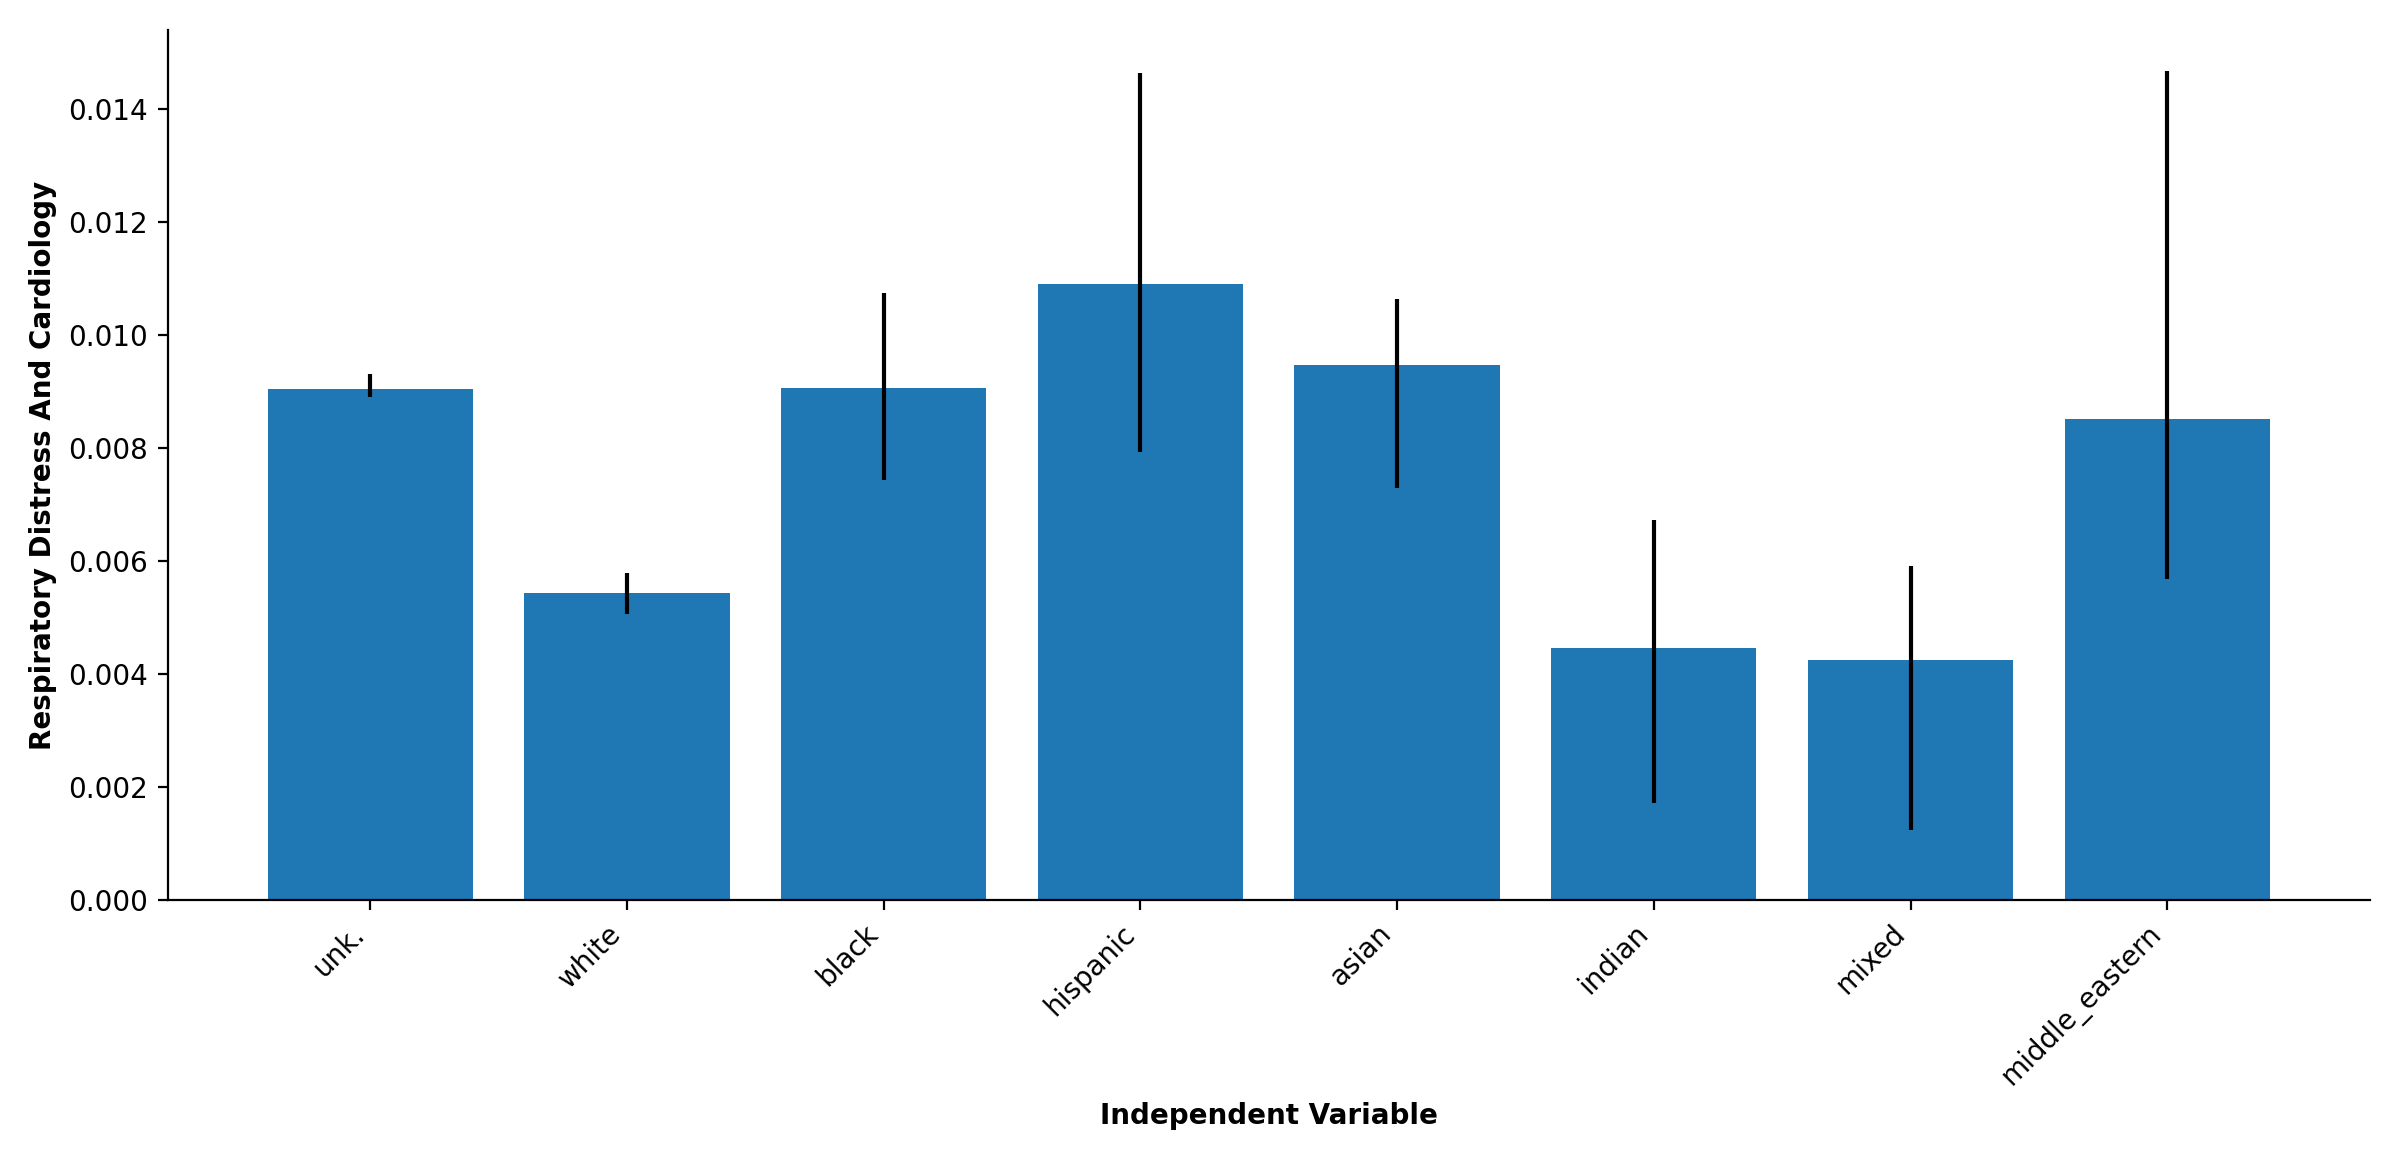 Respiratory Distress And Cardiology
0.014
0.012
0.010
0.008
0.006
0.004
0.002
0.000
unk.
white
black
hispanic
asian
indian
mixed
middle_eastern
Independent Variable